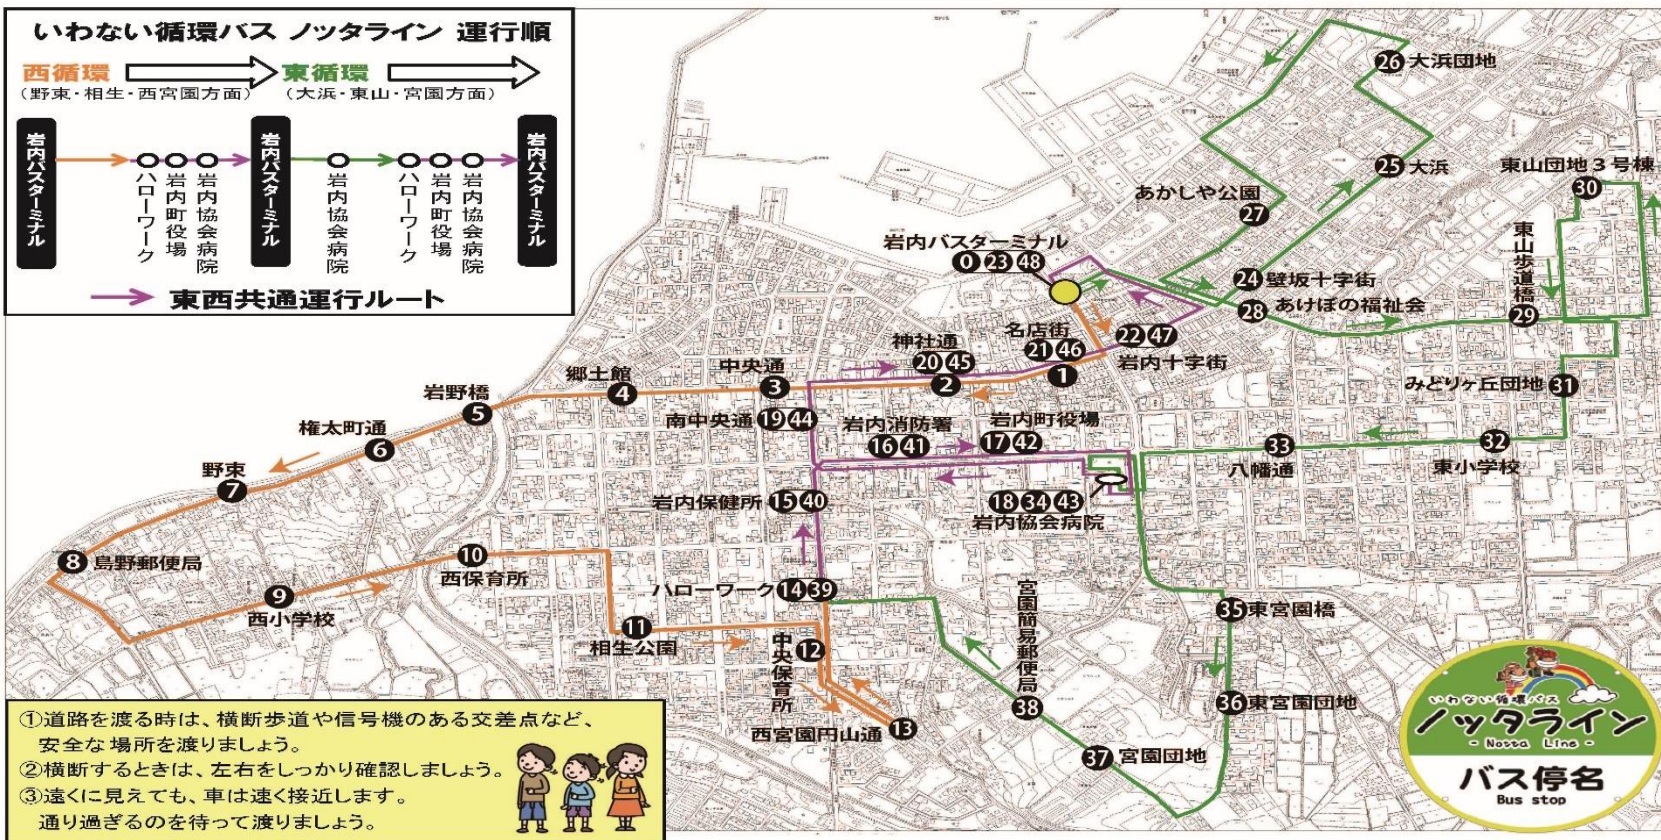 いわない循環バス ノッタライン 運行順
西循環
東循環
(野東・相生・西宮園方面)
(大浜・東山・宮園方面)
岩内バスターミナル
ハローワーク
岩内町役場
岩内協会病院
岩内バスターミナル
岩内協会病院
ハローワーク
岩内町役場
岩内協会病院
岩内バスターミナル
東西共通運行ルート
26 大浜団地
25 大浜
東山団地3号棟
30
あかしや公園
27
岩内バスターミナル
0 23 48
24 壁坂十字街
28 あけぼの福祉会
東山歩道橋
29
名店街
21 46
22 47
岩内十字街
神社通
20 45
1
2
中央通
3
郷土館
4
岩野橋
5
権太町通
6
野東
7
8 島野郵便局
9
西小学校
10
西保育所
11
相生公園
中央保育所
12
西宮園円山通 13
ハローワーク 14 39
岩内保健所 15 40
岩内消防署
16 41
岩内町役場
17 42
18 34 43
岩内協会病院
南中央通 19 44
みどりヶ丘団地 31
32
東小学校
33
八幡通
35 東宮園橋
36 東宮園団地
37 宮園団地
宮園簡易郵便局
38
①道路を渡る時は、横断歩道や信号機のある交差点など、
安全な場所を渡りましょう。
②横断するときは、左右をしっかり確認しましょう。
③遠くに見えても、車は速く接近します。
通り過ぎるのを待って渡りましょう。
いわない循環バス
ノッタライン
- Notta Line -
バス停名
Bus stop